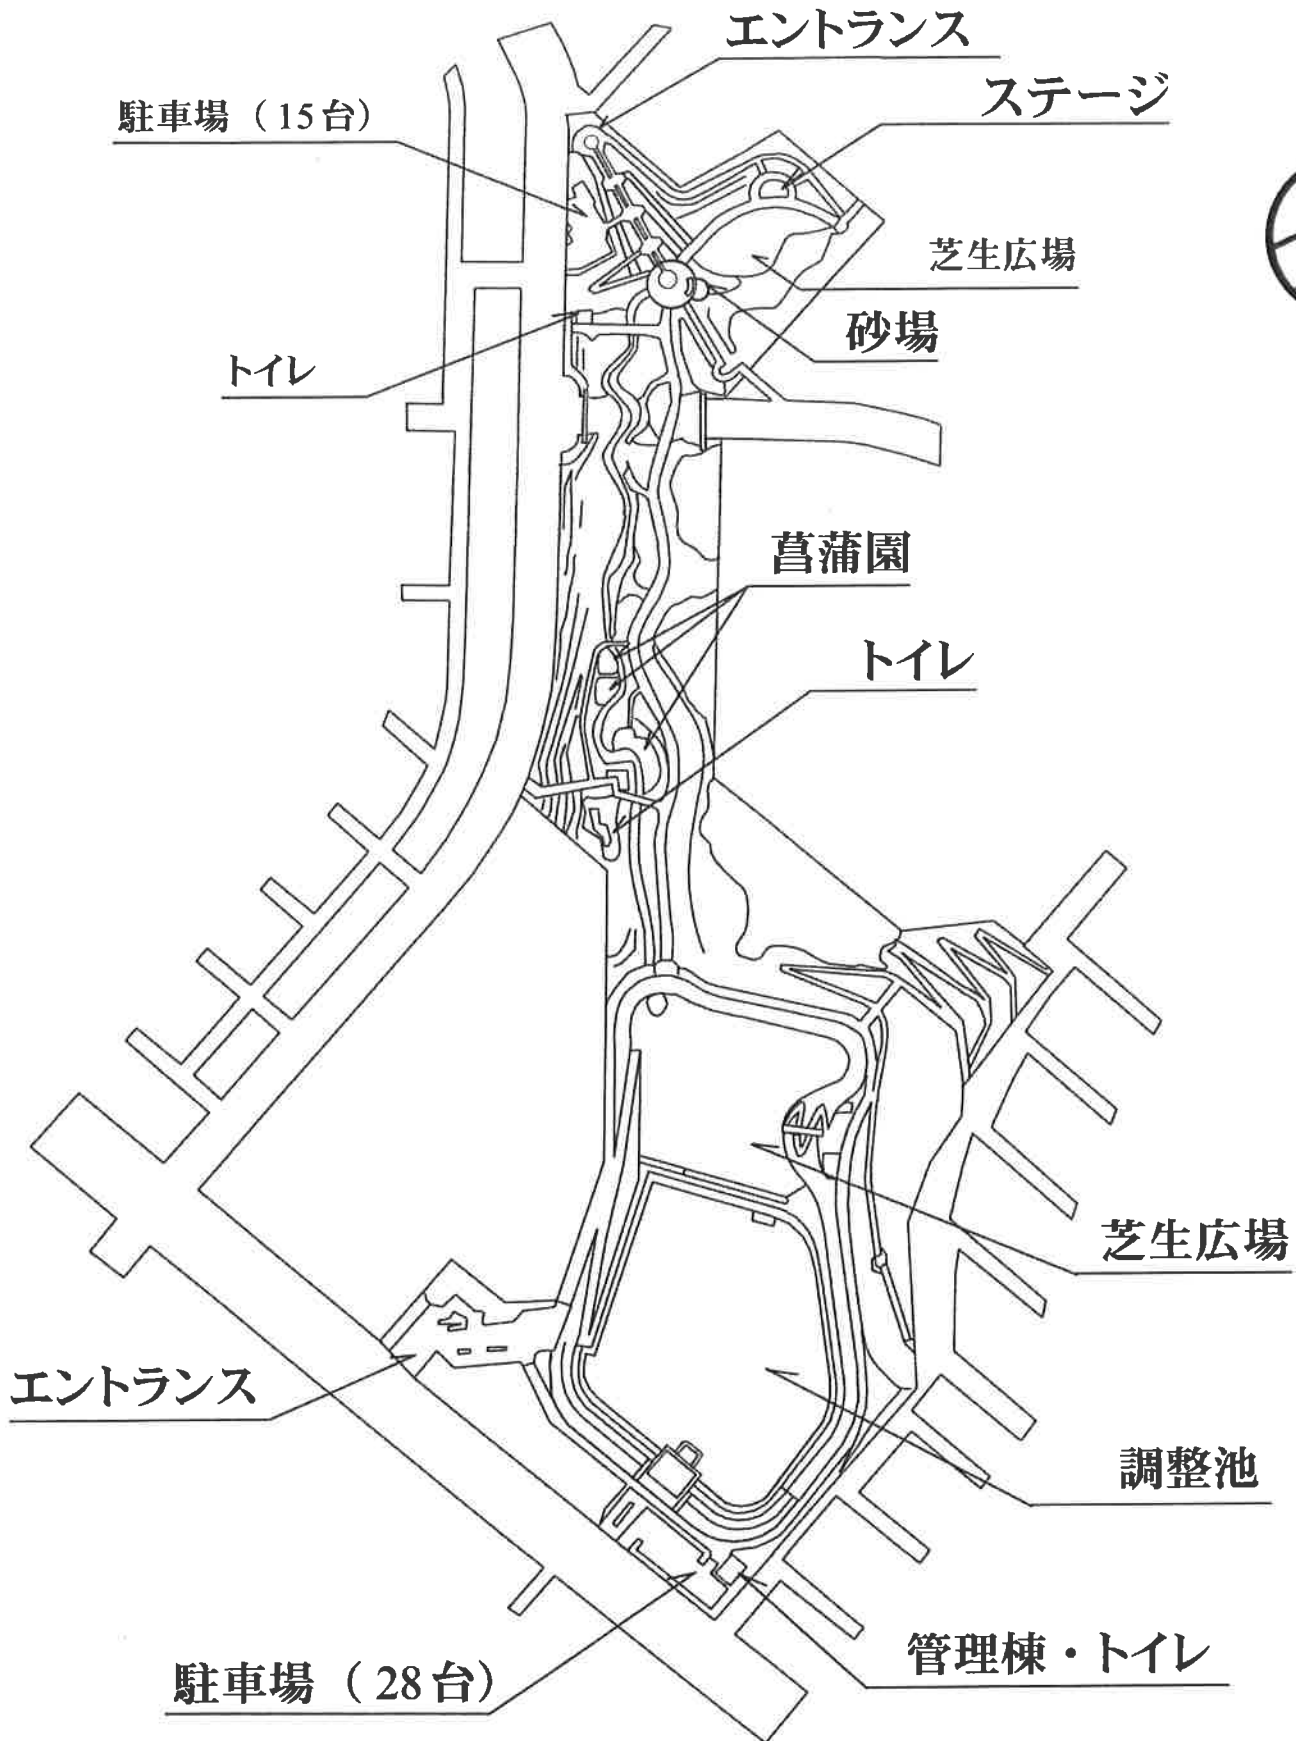 エントランス
ステージ
駐車場（15台）
芝生広場
砂場
トイレ
菖蒲園
トイレ
芝生広場
エントランス
調整池
管理棟・トイレ
駐車場（28台）